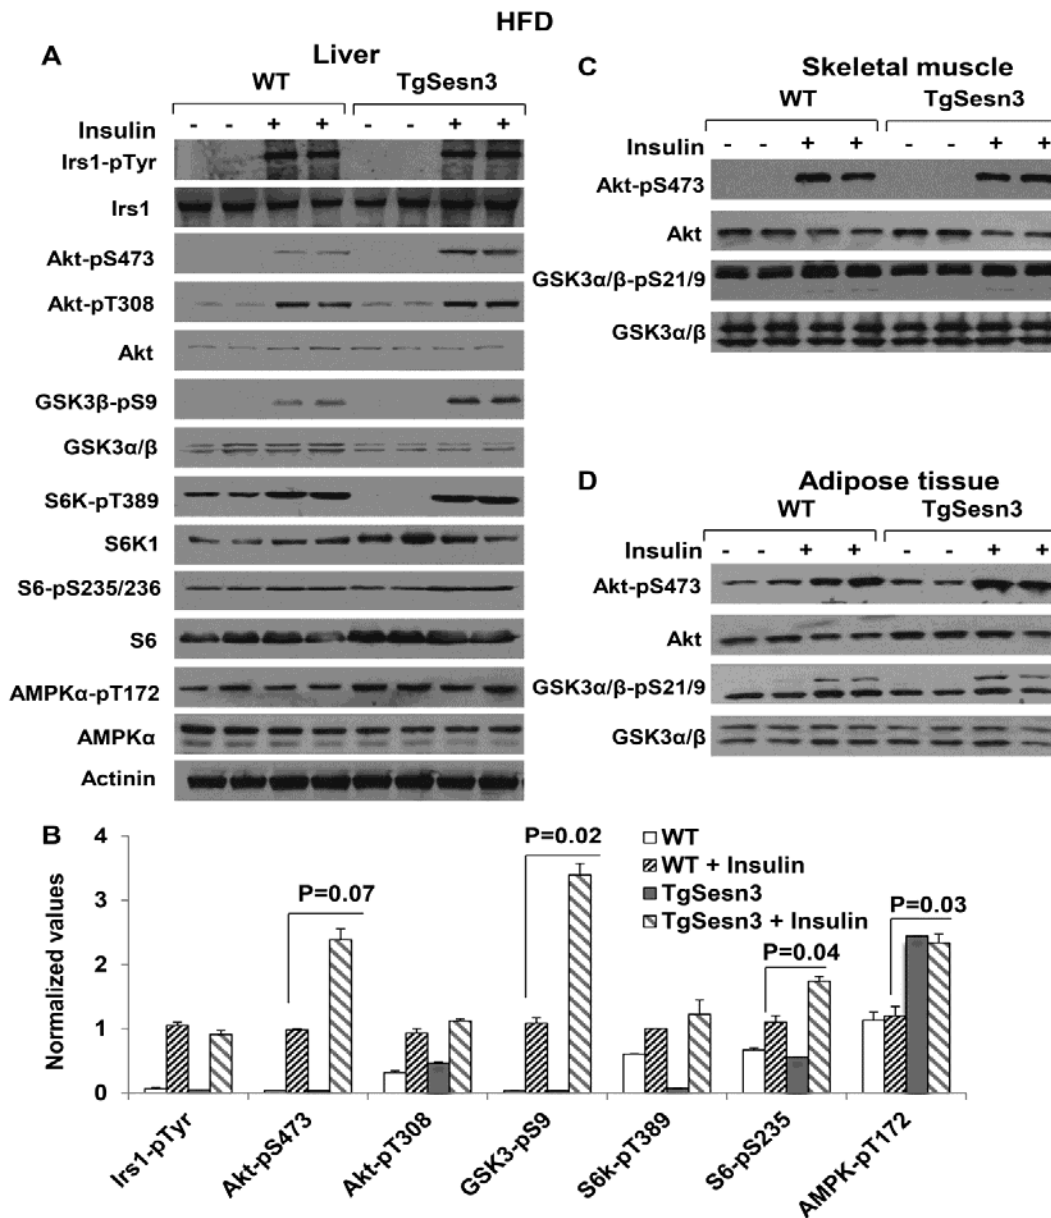 HFD
A
Liver
WT TgSesn3
Insulin - - + + - - + +
Irs1-pTyr
Irs1
Akt-pS473
Akt-pT308
Akt
GSK3β-pS9
GSK3α/β
S6K-pT389
S6K1
S6-pS235/236
S6
AMPKα-pT172
AMPKα
Actinin
C
Skeletal muscle
WT TgSesn3
Insulin - - + + - - + +
Akt-pS473
Akt
GSK3α/β-pS21/9
GSK3α/β
D
Adipose tissue
WT TgSesn3
Insulin - - + + - - + +
Akt-pS473
Akt
GSK3α/β-pS21/9
GSK3α/β
B
Normalized values
4
3
2
1
0
P=0.07
P=0.02
P=0.04
P=0.03
WT
WT + Insulin
TgSesn3
TgSesn3 + Insulin
Irs1-pTyr
Akt-pS473
Akt-pT308
GSK3-pS9
S6k-pT389
S6-pS235
AMPK-pT172